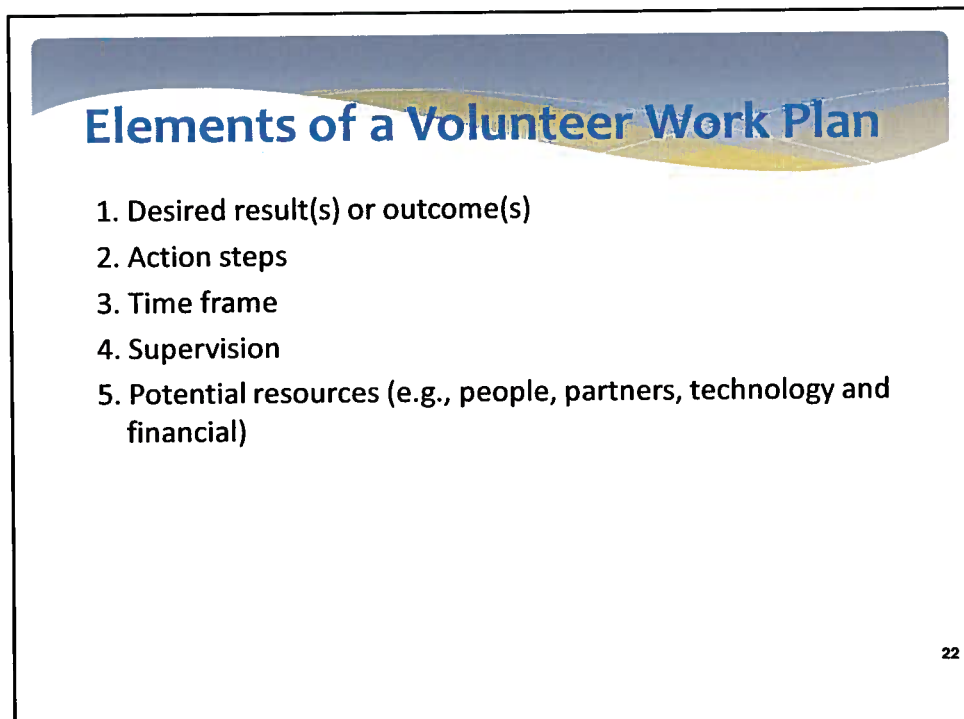 Elements of a Volunteer Work Plan
1. Desired result(s) or outcome(s)
2. Action steps
3. Time frame
4. Supervision
5. Potential resources (e.g., people, partners, technology and
financial)
22